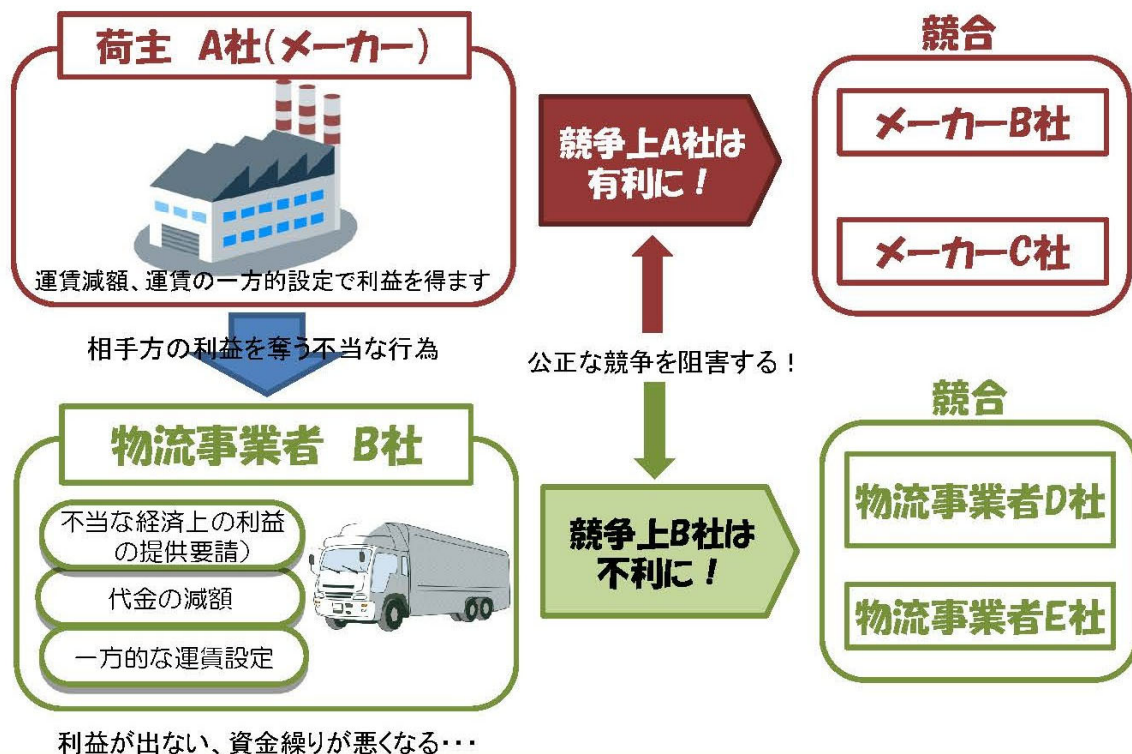 荷主 A社(メーカー)
運賃減額、運賃の一方的設定で利益を得ます
相手方の利益を奪う不当な行為
物流事業者 B社
不当な経済上の利益
の提供要請)
代金の減額
一方的な運賃設定
利益が出ない、資金繰りが悪くなる・・・
競争上A社は
有利に!
公正な競争を阻害する!
競争上B社は
不利に!
競合
メーカーB社
メーカーC社
競合
物流事業者D社
物流事業者E社